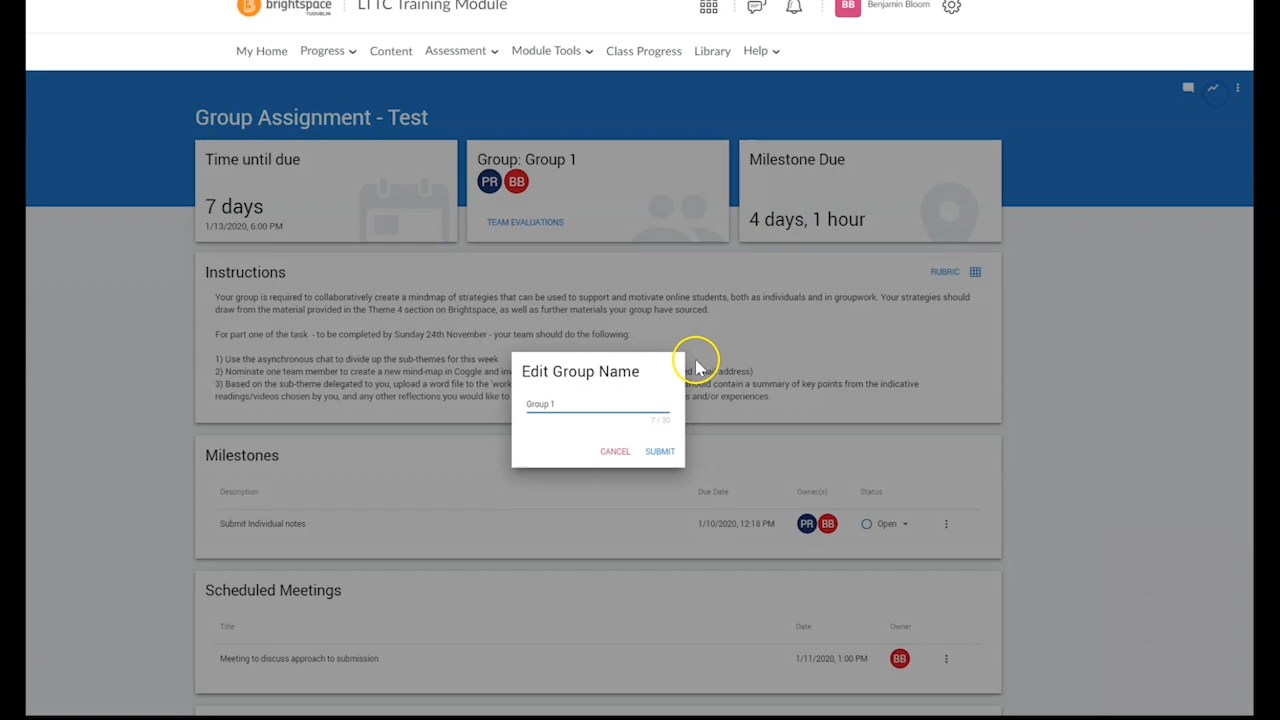 brightspace
TUDUBLIN
LTTC Training Module
BB
Benjamin Bloom
My Home
Progress
Content
Assessment
Module Tools
Class Progress
Library
Help
Group Assignment - Test
Time until due
7 days
1/13/2020, 6:00 PM
Group: Group 1
PR
BB
TEAM EVALUATIONS
Milestone Due
4 days, 1 hour
Instructions
RUBRIC
Your group is required to collaboratively create a mindmap of strategies that can be used to support and motivate online students, both as individuals and in groupwork. Your strategies should
draw from the material provided in the Theme 4 section on Brightspace, as well as further materials your group have sourced.
For part one of the task - to be completed by Sunday 24th November - your team should do the following:
1) Use the asynchronous chat to divide up the sub-themes for this week
2) Nominate one team member to create a new mind-map in Coggle and address)
3) Based on the sub-theme delegated to you, upload a word file to the should contain a summary of key points from the indicative
readings/videos chosen by you, and any other reflections you would like to and/or experiences.
Edit Group Name
Group 1
7 / 30
CANCEL
SUBMIT
Milestones
Description
Due Date
Owner(s)
Status
Submit Individual notes
1/10/2020, 12:18 PM
PR
BB
Open
Scheduled Meetings
Title
Date
Owner
Meeting to discuss approach to submission
1/11/2020, 1:00 PM
BB